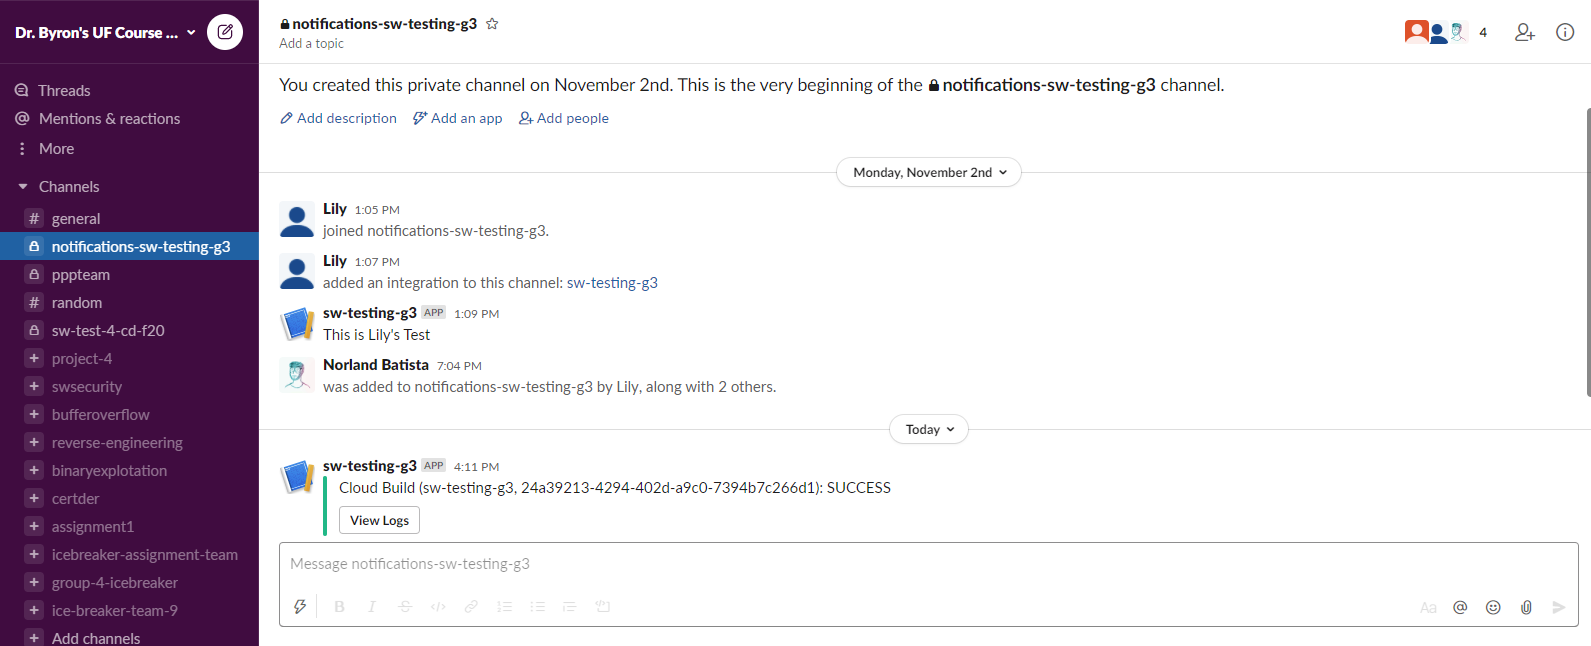 Dr. Byron's UF Course ...
Threads
Mentions & reactions
More
Channels
# general
notifications-sw-testing-g3
pppteam
# random
sw-test-4-cd-f20
+ project-4
+ swsecurity
+ bufferoverflow
+ reverse-engineering
+ binaryexplotation
+ certder
+ assignment1
+ icebreaker-assignment-team
+ group-4-icebreaker
+ ice-breaker-team-9
+ Add channels
notifications-sw-testing-g3
Add a topic
4
You created this private channel on November 2nd. This is the very beginning of the notifications-sw-testing-g3 channel.
Add description Add an app Add people
Monday, November 2nd
Lily 1:05 PM
joined notifications-sw-testing-g3.
Lily 1:07 PM
added an integration to this channel: sw-testing-g3
sw-testing-g3 APP 1:09 PM
This is Lily's Test
Norland Batista 7:04 PM
was added to notifications-sw-testing-g3 by Lily, along with 2 others.
Today
sw-testing-g3 APP 4:11 PM
Cloud Build (sw-testing-g3, 24a39213-4294-402d-a9c0-7394b7c266d1): SUCCESS
View Logs
Message notifications-sw-testing-g3
B I S </> Aa @